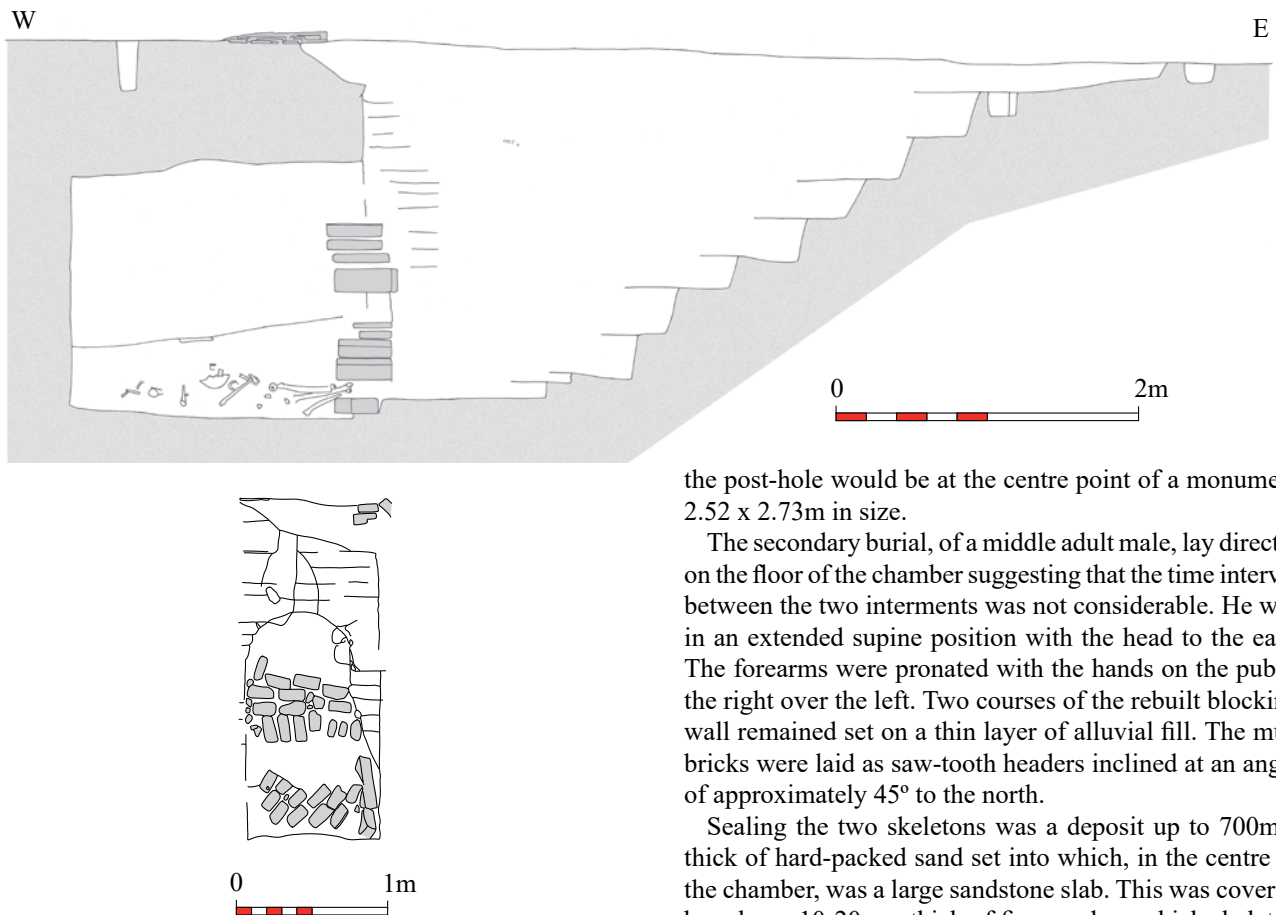 W
E
0 2m
the post-hole would be at the centre point of a monume
2.52 x 2.73m in size.
The secondary burial, of a middle adult male, lay direct
on the floor of the chamber suggesting that the time interv
between the two interments was not considerable. He w
in an extended supine position with the head to the ea
The forearms were pronated with the hands on the pub
the right over the left. Two courses of the rebuilt blockin
wall remained set on a thin layer of alluvial fill. The mu
bricks were laid as saw-tooth headers inclined at an ang
of approximately 45º to the north.
Sealing the two skeletons was a deposit up to 700m
thick of hard-packed sand set into which, in the centre
the chamber, was a large sandstone slab. This was cover
0 1m